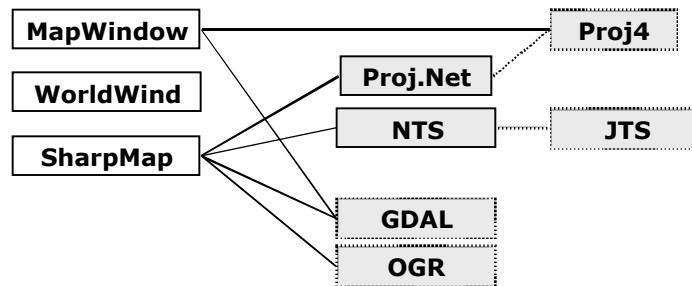 MapWindow
Proj4
Proj.Net
WorldWind
NTS
JTS
SharpMap
GDAL
OGR